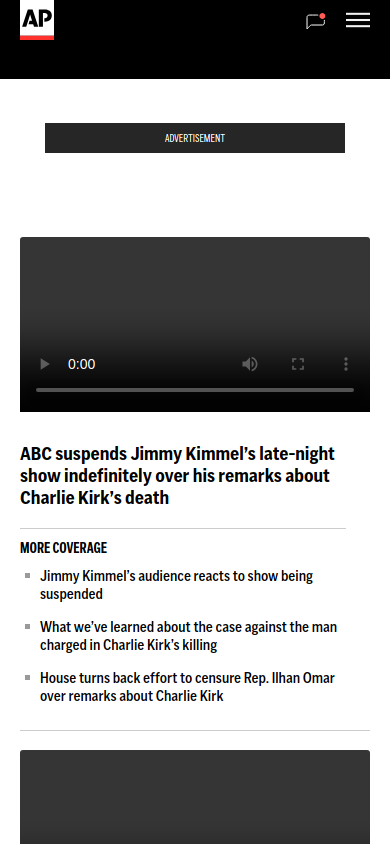 AP
ADVERTISEMENT
0:00
ABC suspends Jimmy Kimmel’s late-night
show indefinitely over his remarks about
Charlie Kirk’s death
MORE COVERAGE
Jimmy Kimmel’s audience reacts to show being
suspended
What we’ve learned about the case against the man
charged in Charlie Kirk’s killing
House turns back effort to censure Rep. Ilhan Omar
over remarks about Charlie Kirk